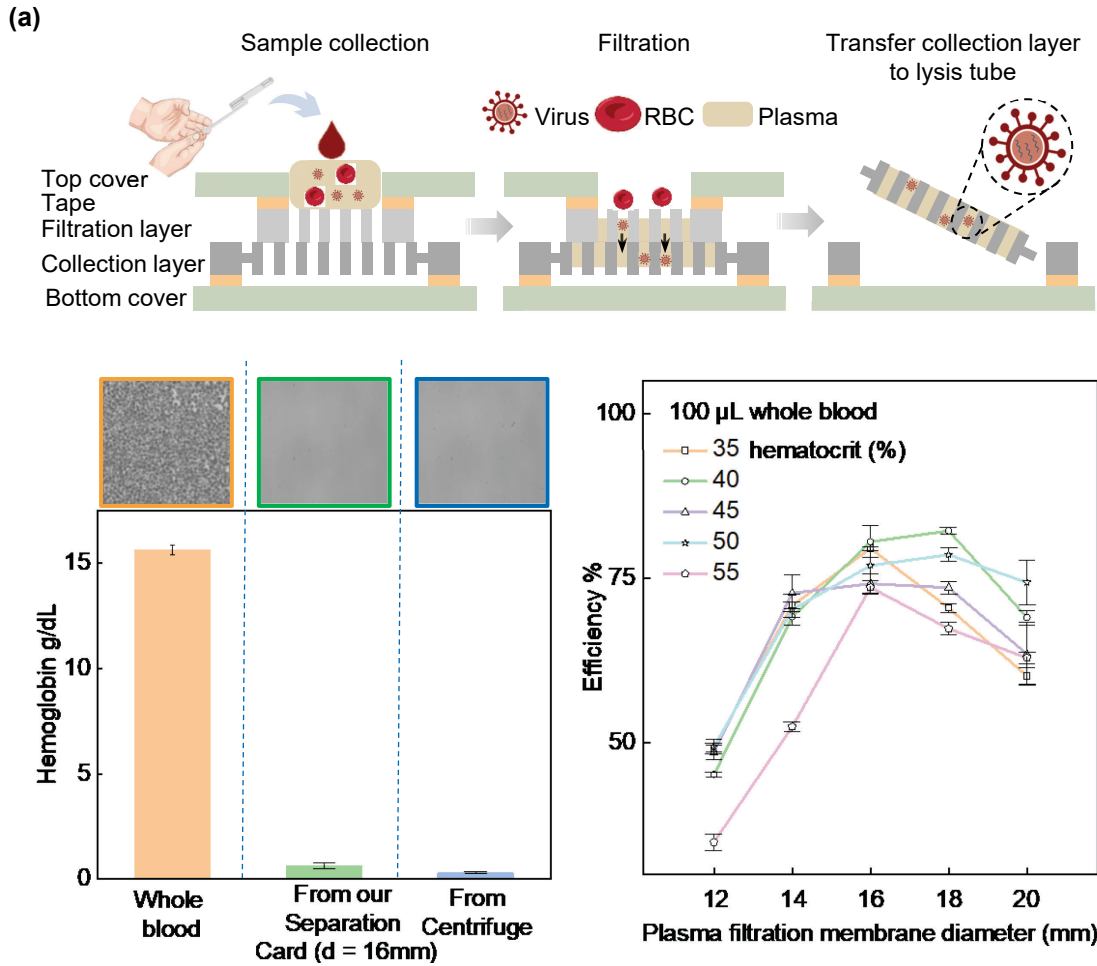 (a)
Sample collection
Filtration
Transfer collection layer
to lysis tube
Virus
RBC
Plasma
Top cover
Tape
Filtration layer
Collection layer
Bottom cover
Hemoglobin g/dL
15
10
5
0
Whole
blood
From our
Separation
Card (d = 16mm)
From
Centrifuge
100 µL whole blood
35 hematocrit (%)
40
45
50
55
Efficiency %
100
75
50
12
14
16
18
20
Plasma filtration membrane diameter (mm)